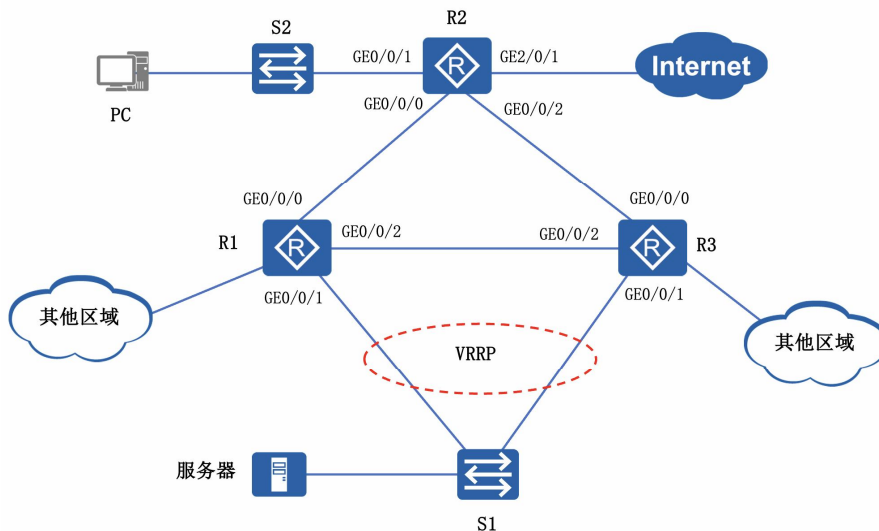 R2
S2
GE0/0/1
GE2/0/1
Internet
PC
GE0/0/0
GE0/0/2
GE0/0/0
GE0/0/0
R1
GE0/0/2
GE0/0/2
R3
GE0/0/1
GE0/0/1
其他区域
VRRP
其他区域
服务器
S1